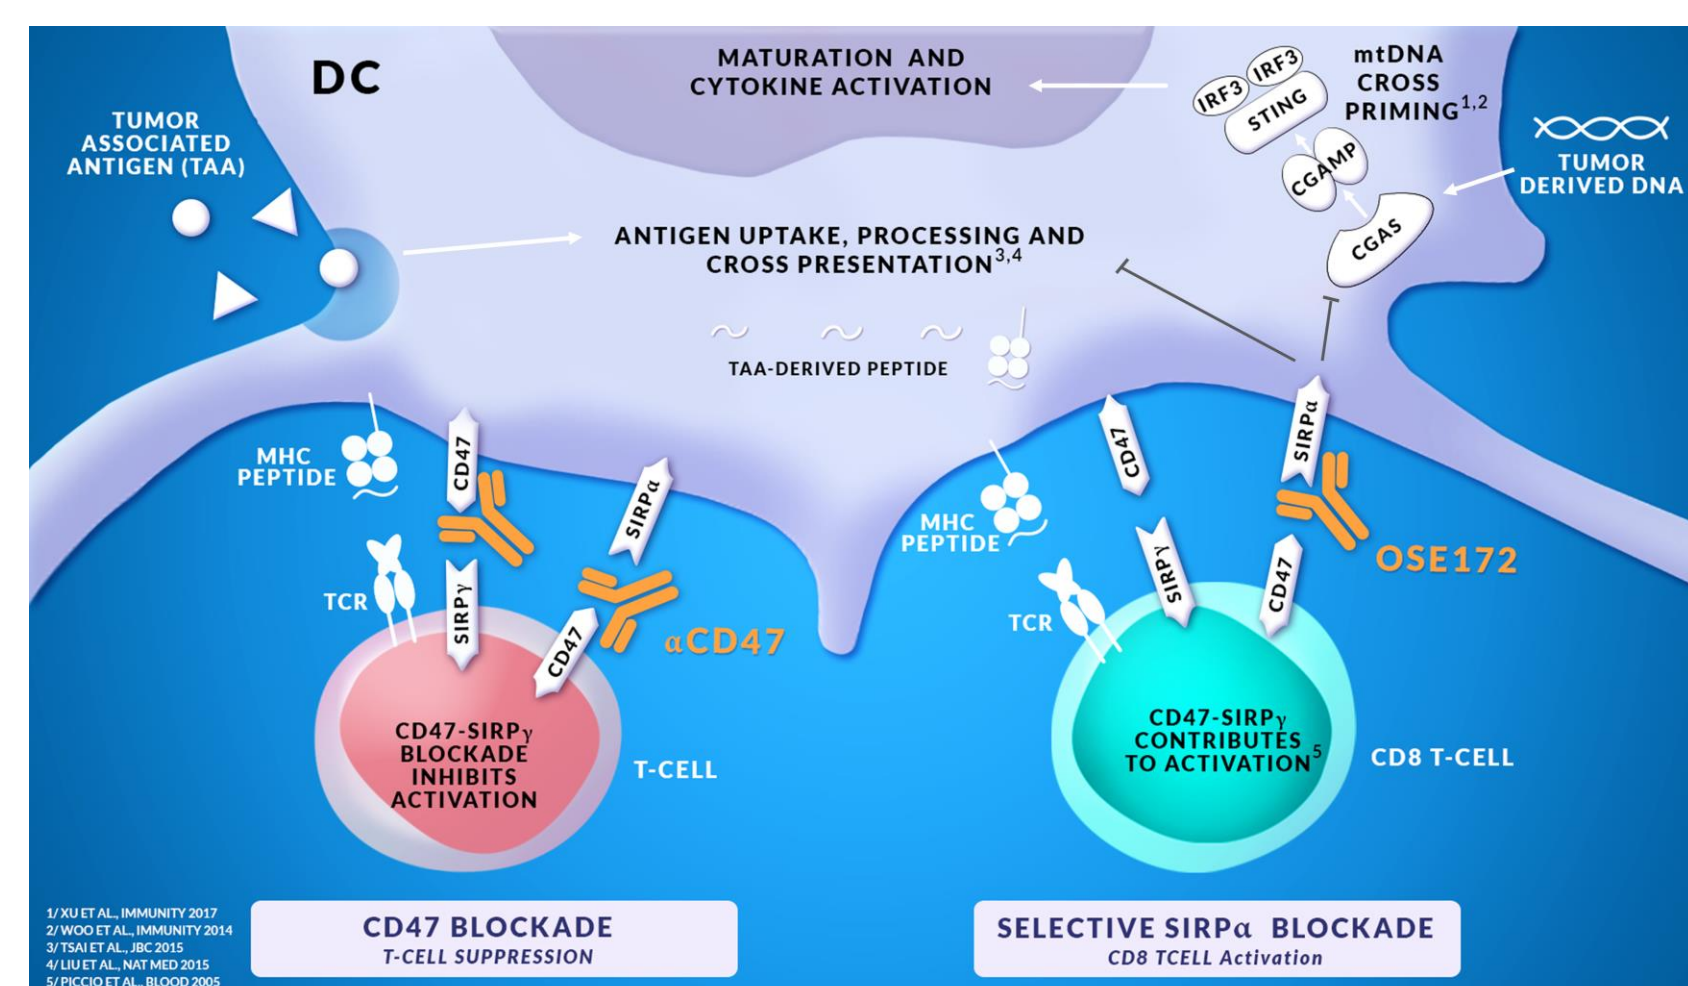 DC
MATURATION AND
CYTOKINE ACTIVATION
IRF3
IRF3
STING
CGAMP
CGAS
mtDNA
CROSS
PRIMING1,2
TUMOR
DERIVED DNA
TUMOR
ASSOCIATED
ANTIGEN (TAA)
ANTIGEN UPTAKE, PROCESSING AND
CROSS PRESENTATION3,4
TAA-DERIVED PEPTIDE
MHC
PEPTIDE
CD47
SIRPα
TCR
SIRPγ
CD47
αCD47
CD47-SIRPγ
BLOCKADE
INHIBITS
ACTIVATION
T-CELL
MHC
PEPTIDE
CD47
SIRPα
OSE172
TCR
SIRPγ
CD47
CD47-SIRPγ
CONTRIBUTES
TO ACTIVATION5
CD8 T-CELL
1/ XU ET AL., IMMUNITY 2017
2/ WOO ET AL., IMMUNITY 2014
3/ TSAI ET AL., JBC 2015
4/ LIU ET AL., NAT MED 2015
5/ PICCIO ET AL., BLOOD 2005
CD47 BLOCKADE
T-CELL SUPPRESSION
SELECTIVE SIRPα BLOCKADE
CD8 TCELL Activation